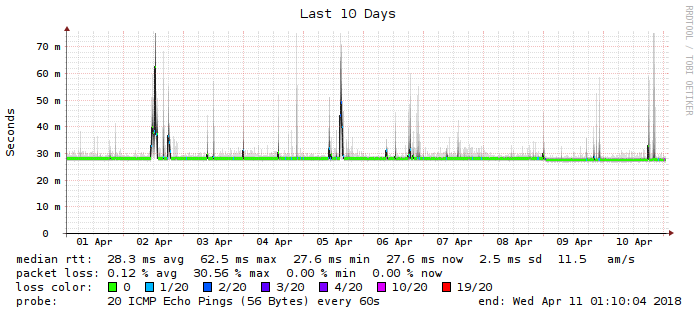 Last 10 Days
RRDTOOL / TOBI OETIKER
Seconds
70 m
60 m
50 m
40 m
30 m
20 m
10 m
0
01 Apr 02 Apr 03 Apr 04 Apr 05 Apr 06 Apr 07 Apr 08 Apr 09 Apr 10 Apr
median rtt: 28.3 ms avg 62.5 ms max 27.6 ms min 27.6 ms now 2.5 ms sd 11.5 am/s
packet loss: 0.12 % avg 30.56 % max 0.00 % min 0.00 % now
loss color: 0 1/20 2/20 3/20 4/20 10/20 19/20
probe: 20 ICMP Echo Pings (56 Bytes) every 60s end: Wed Apr 11 01:10:04 2018